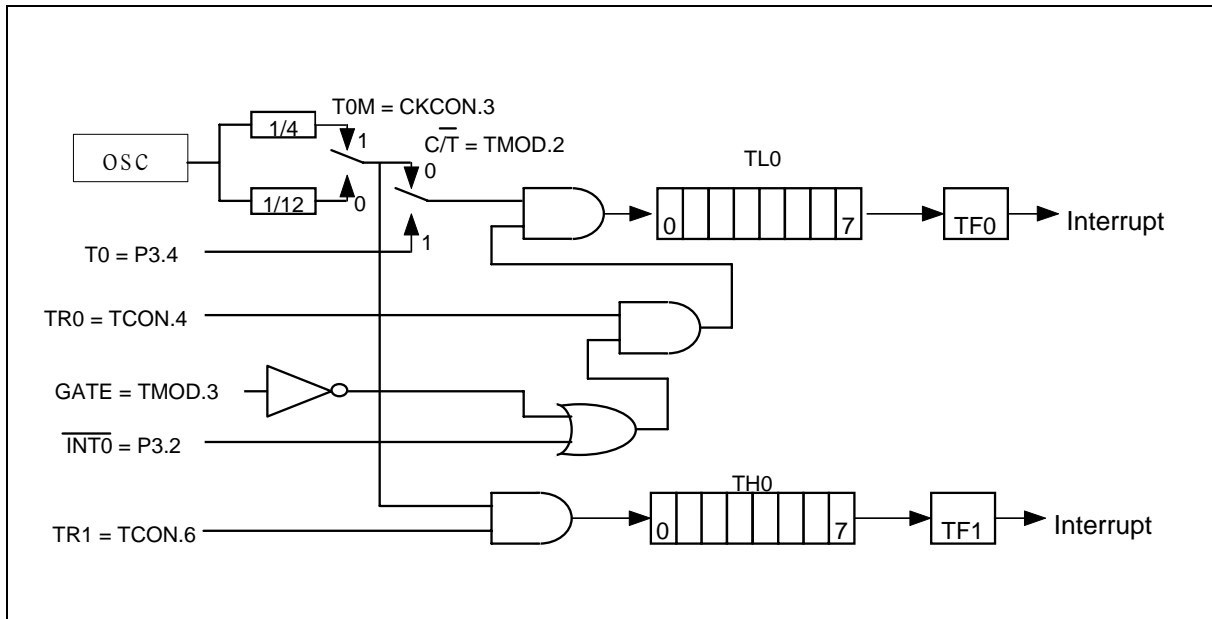 T0M = CKCON.3
1/4
1
C/T̅ = TMOD.2
OSC
0
TL0
1/12
0
0
7
TF0
Interrupt
T0 = P3.4
1
TR0 = TCON.4
GATE = TMOD.3
I̅N̅T̅0̅ = P3.2
TH0
0
7
TF1
Interrupt
TR1 = TCON.6